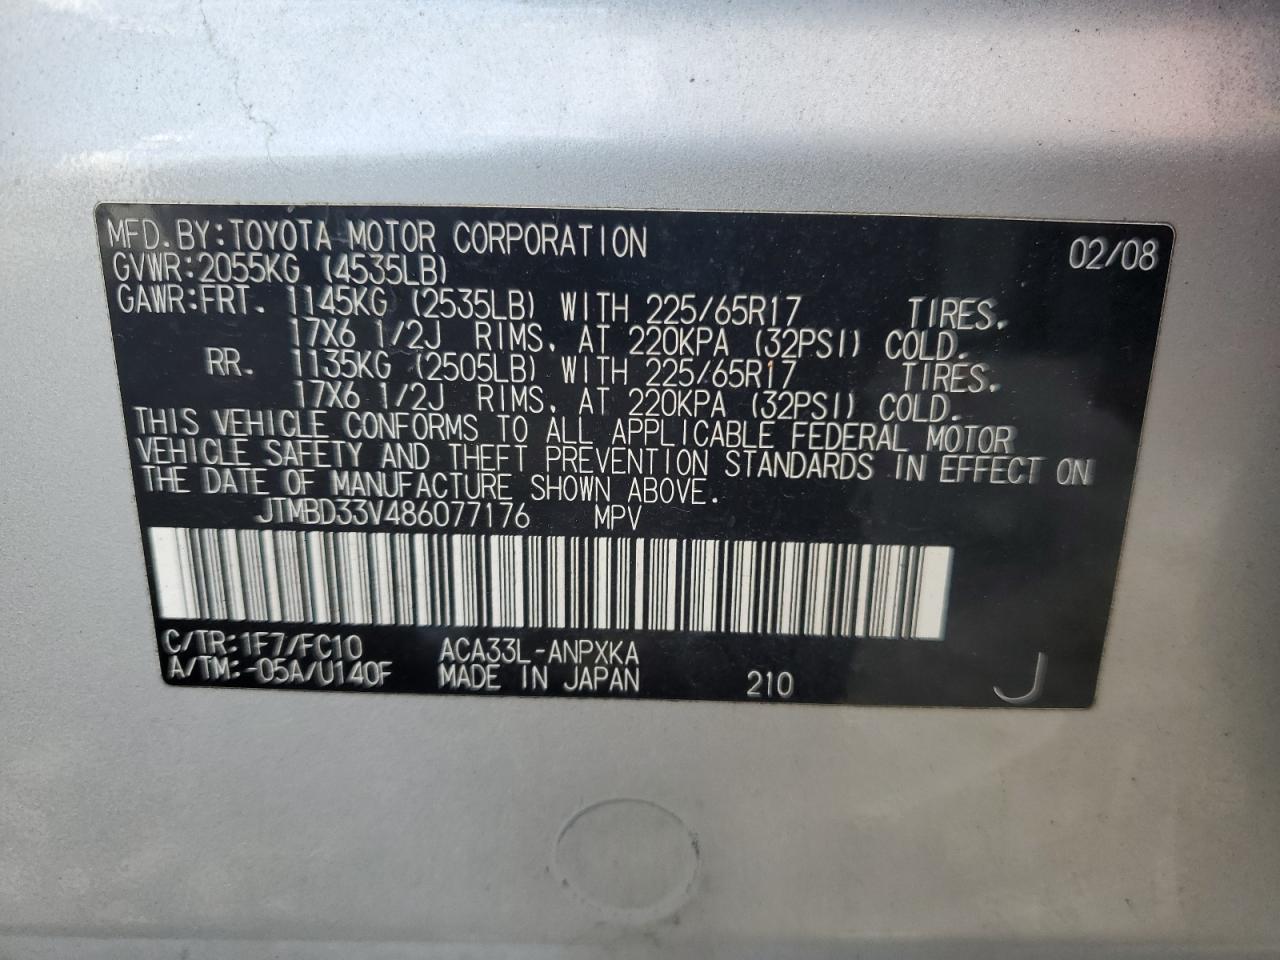 MFD.BY:TOYOTA MOTOR CORPORATION 02/08
GVWR:2055KG (4535LB)
GAWR:FRT. 1145KG (2535LB) WITH 225/65R17 TIRES.
17X6 1/2J RIMS, AT 220KPA (32PSI) COLD.
RR. 1135KG (2505LB) WITH 225/65R17 TIRES.
17X6 1/2J RIMS, AT 220KPA (32PSI) COLD.
THIS VEHICLE CONFORMS TO ALL APPLICABLE FEDERAL MOTOR
VEHICLE SAFETY AND THEFT PREVENTION STANDARDS IN EFFECT ON
THE DATE OF MANUFACTURE SHOWN ABOVE.
JTMBD33V486077176 MPV
C/TR:1F7/FC10 ACA33L-ANPXKA
A/TM:-05A/U140F MADE IN JAPAN 210 J